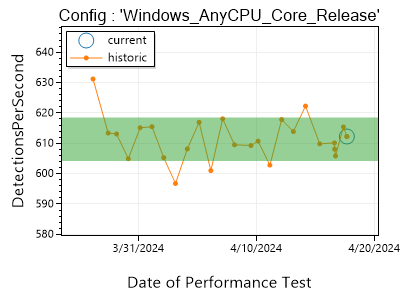 Config : 'Windows_AnyCPU_Core_Release'
current
historic
DetectionsPerSecond
640
630
620
610
600
590
580
3/31/2024
4/10/2024
4/20/2024
Date of Performance Test